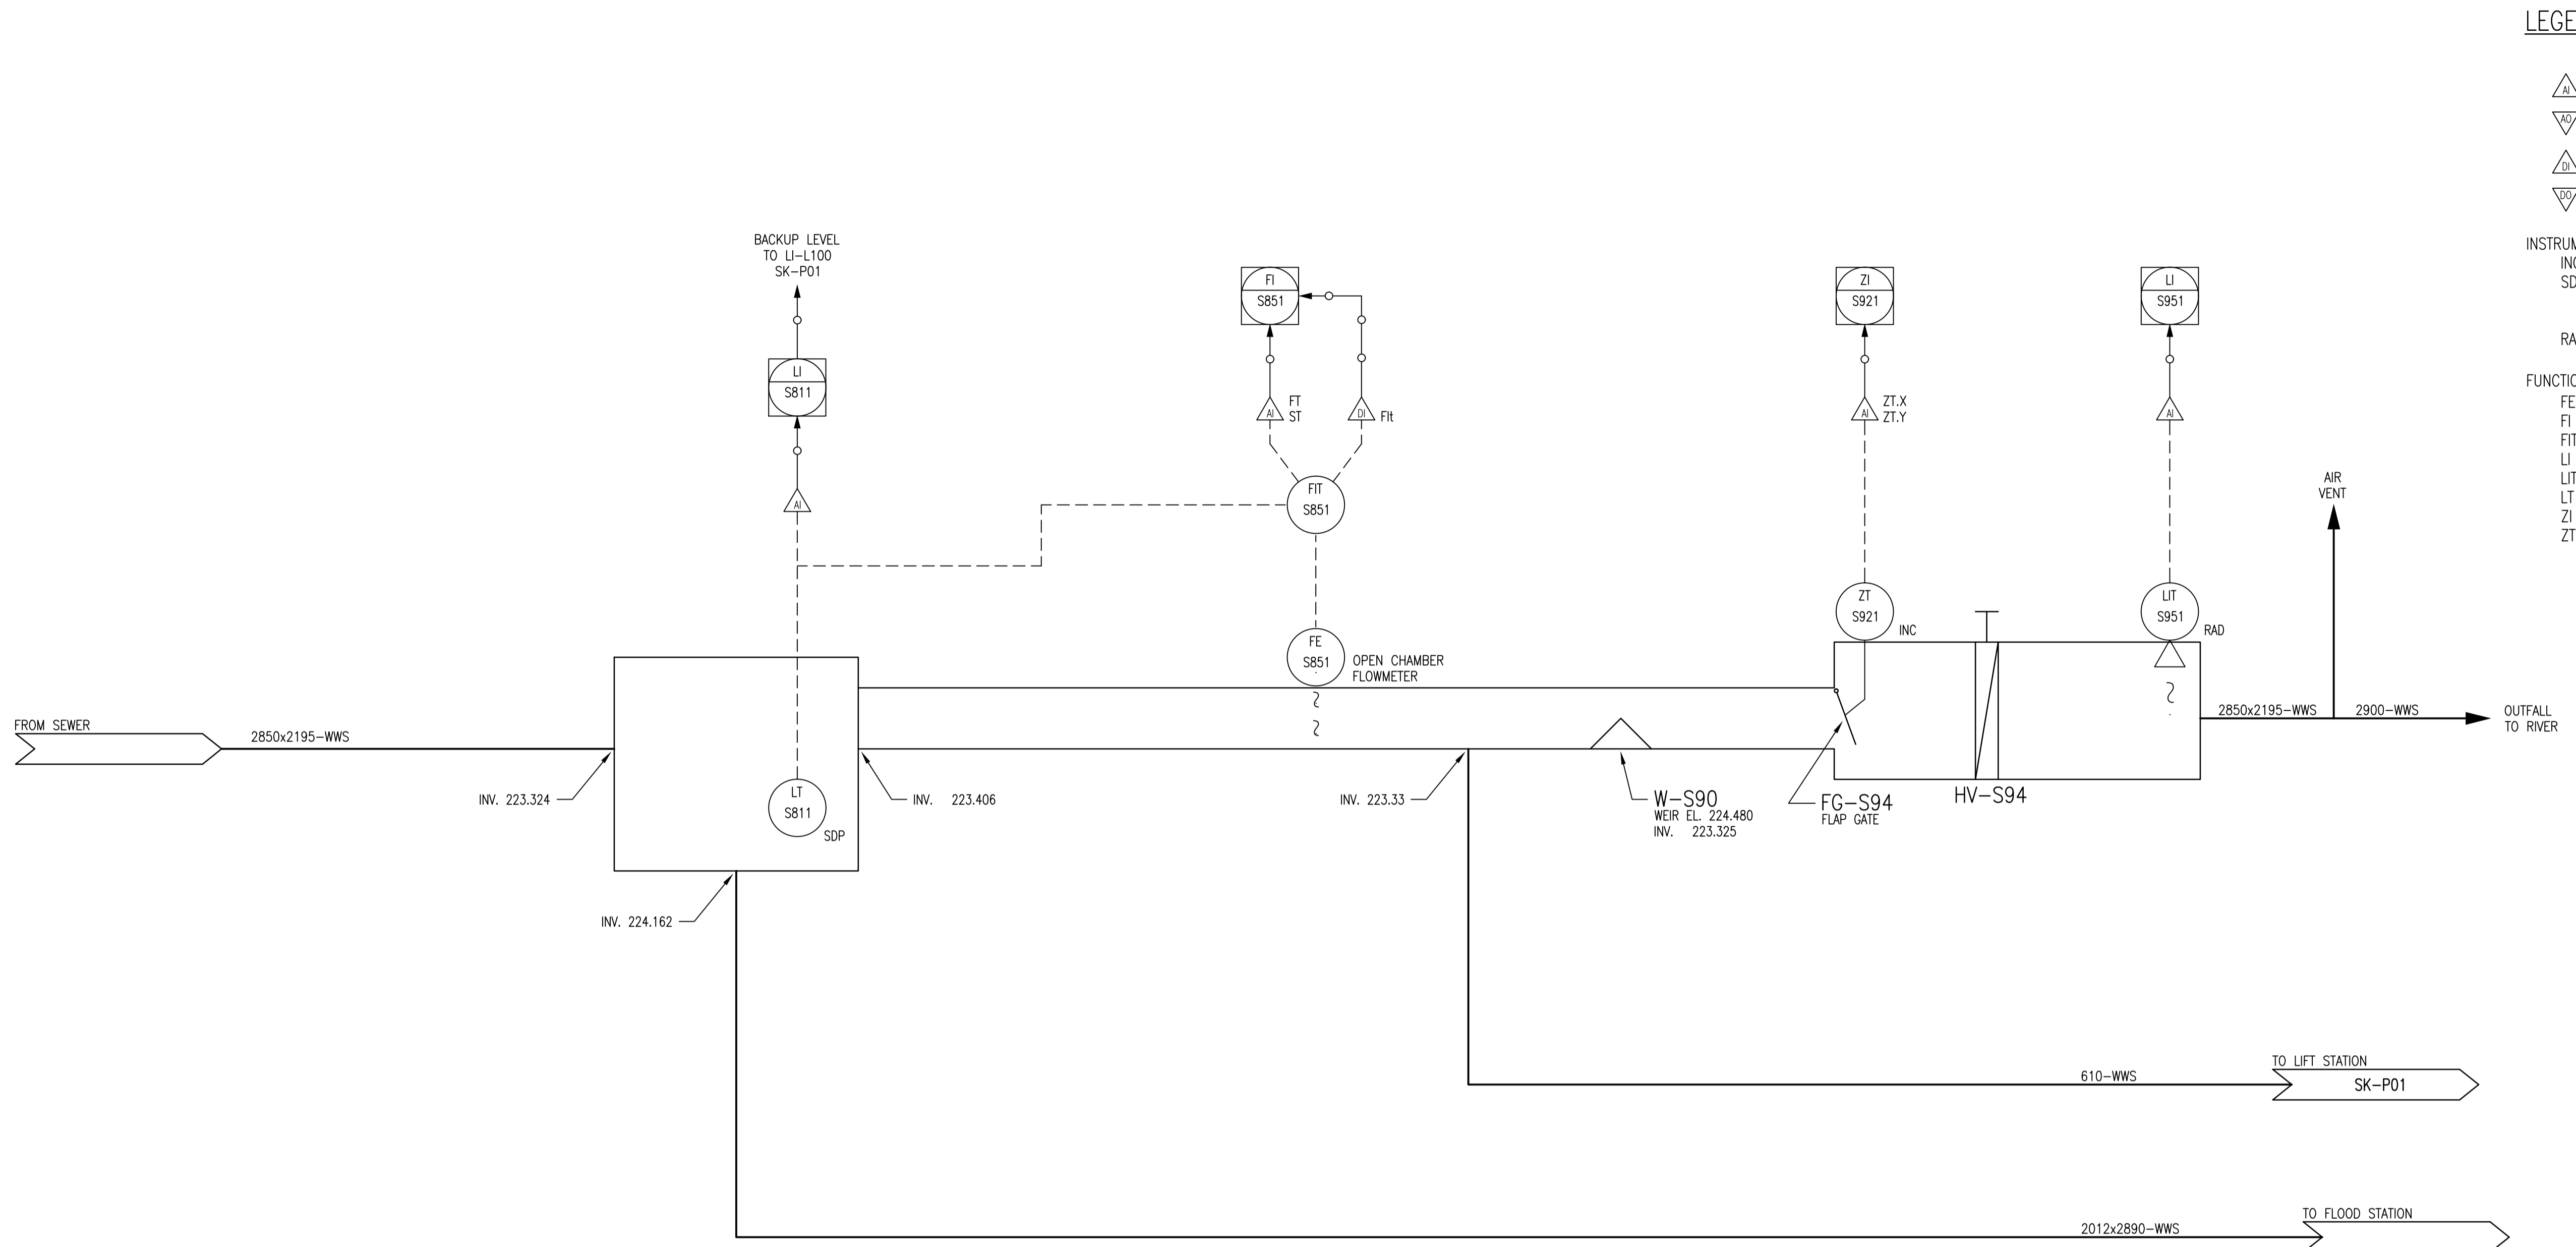 BACKUP LEVEL
TO LI-L100
SK-P01
LI
S811
AI
LT
S811
SDP
FROM SEWER
2850x2195-WWS
INV. 223.324
INV. 223.406
INV. 224.162
FI
S851
AI
FT
ST
DI
FIt
FIT
S851
FE
S851
OPEN CHAMBER
FLOWMETER
INV. 223.33
W-S90
WEIR EL. 224.480
INV. 223.325
ZI
S921
AI
ZT.X
ZT.Y
ZT
S921
INC
FG-S94
FLAP GATE
HV-S94
LI
S951
AI
LIT
S951
RAD
AIR
VENT
2850x2195-WWS
2900-WWS
OUTFALL
TO RIVER
610-WWS
TO LIFT STATION
SK-P01
2012x2890-WWS
TO FLOOD STATION
LEGE
AI
AO
DI
DO
INSTRUM
INC
SD
RA
FUNCTIO
FE
FI
FIT
LI
LIT
LT
ZI
ZT